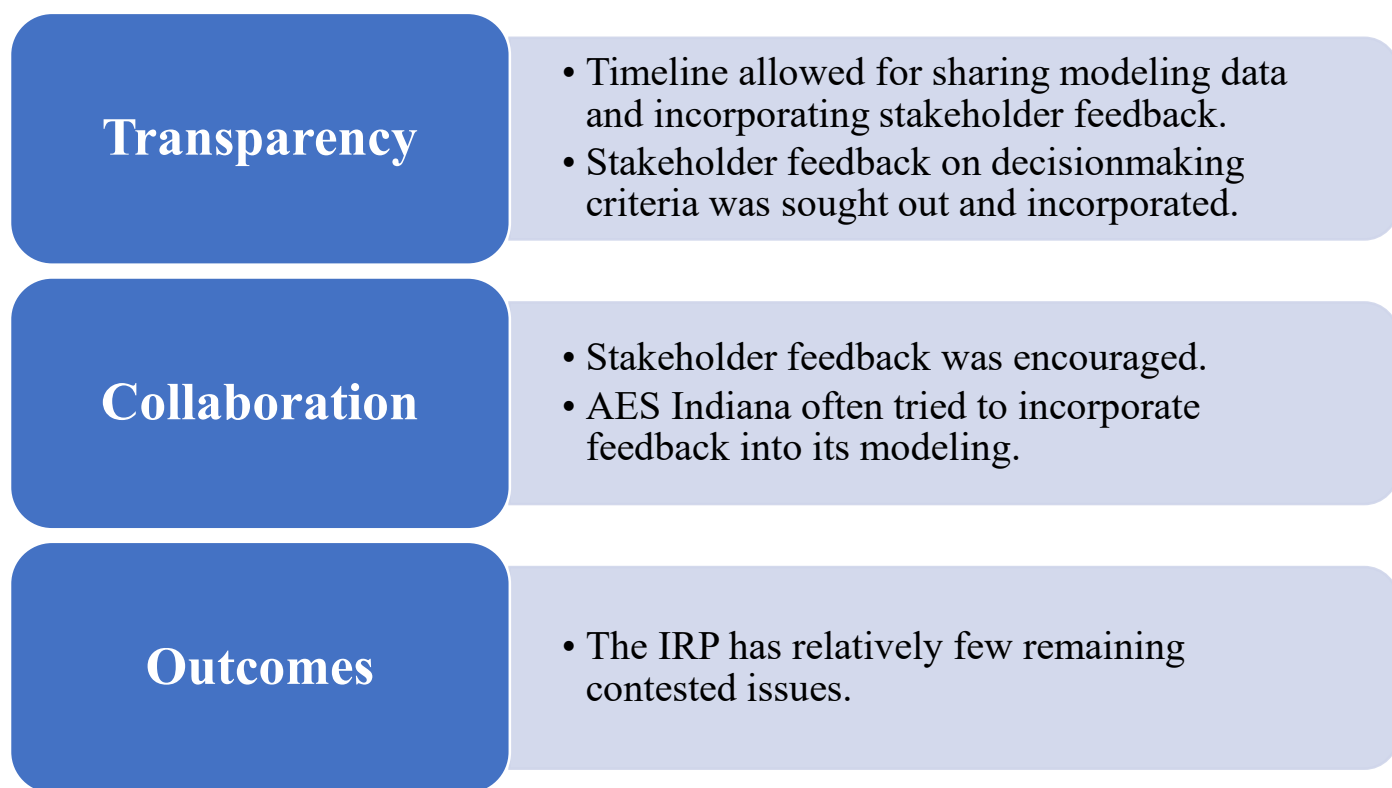 Transparency
• Timeline allowed for sharing modeling data
and incorporating stakeholder feedback.
• Stakeholder feedback on decisionmaking
criteria was sought out and incorporated.
Collaboration
• Stakeholder feedback was encouraged.
• AES Indiana often tried to incorporate
feedback into its modeling.
Outcomes
• The IRP has relatively few remaining
contested issues.